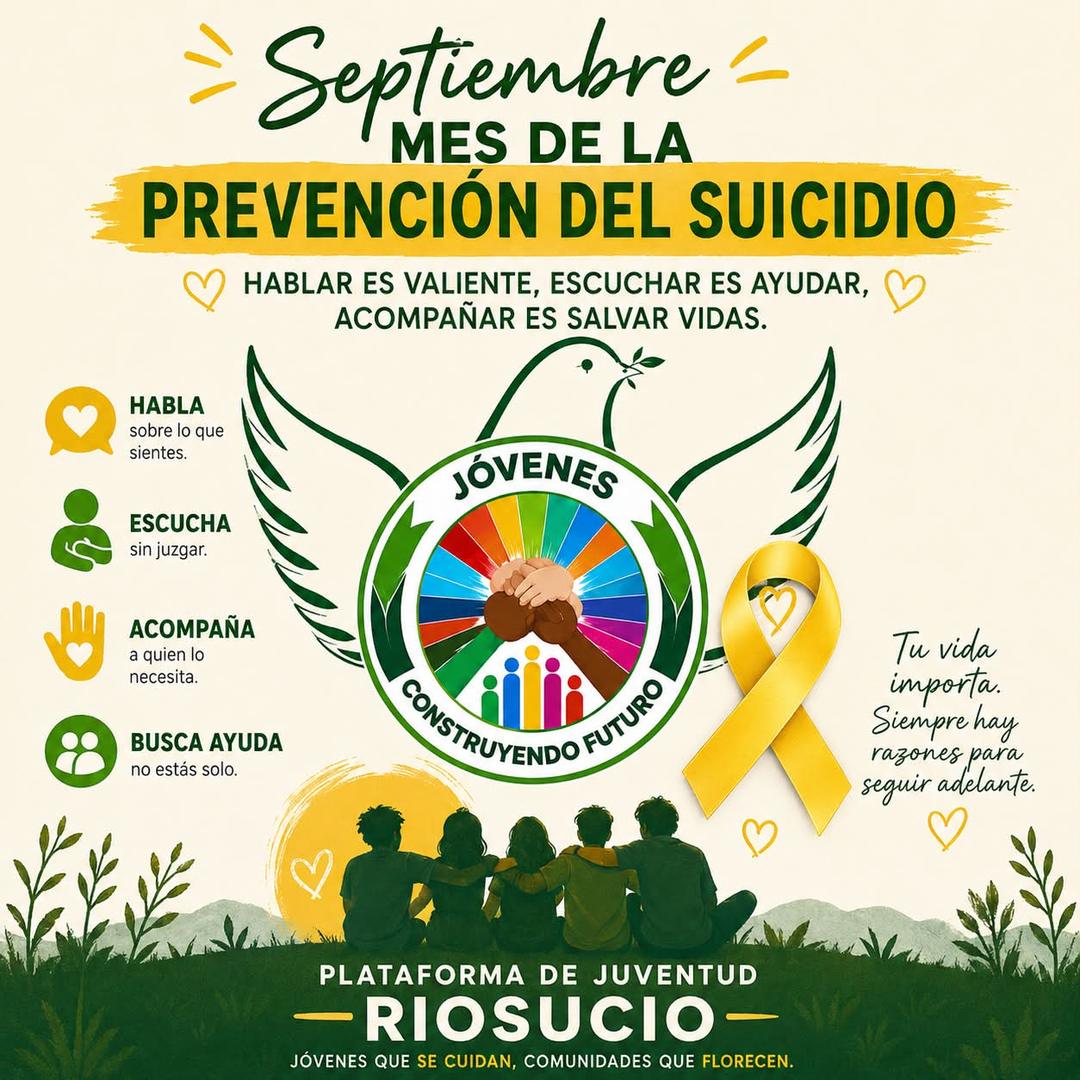 Septiembre
MES DE LA
PREVENCIÓN DEL SUICIDIO
HABLAR ES VALIENTE, ESCUCHAR ES AYUDAR,
ACOMPAÑAR ES SALVAR VIDAS.
HABLA
sobre lo que
sientes.
ESCUCHA
sin juzgar.
ACOMPAÑA
a quien lo
necesita.
BUSCA AYUDA
no estás solo.
JÓVENES
CONSTRUYENDO FUTURO
Tu vida
importa.
Siempre hay
razones para
seguir adelante.
PLATAFORMA DE JUVENTUD
RIOSUCIO
JÓVENES QUE SE CUIDAN, COMUNIDADES QUE FLORECEN.